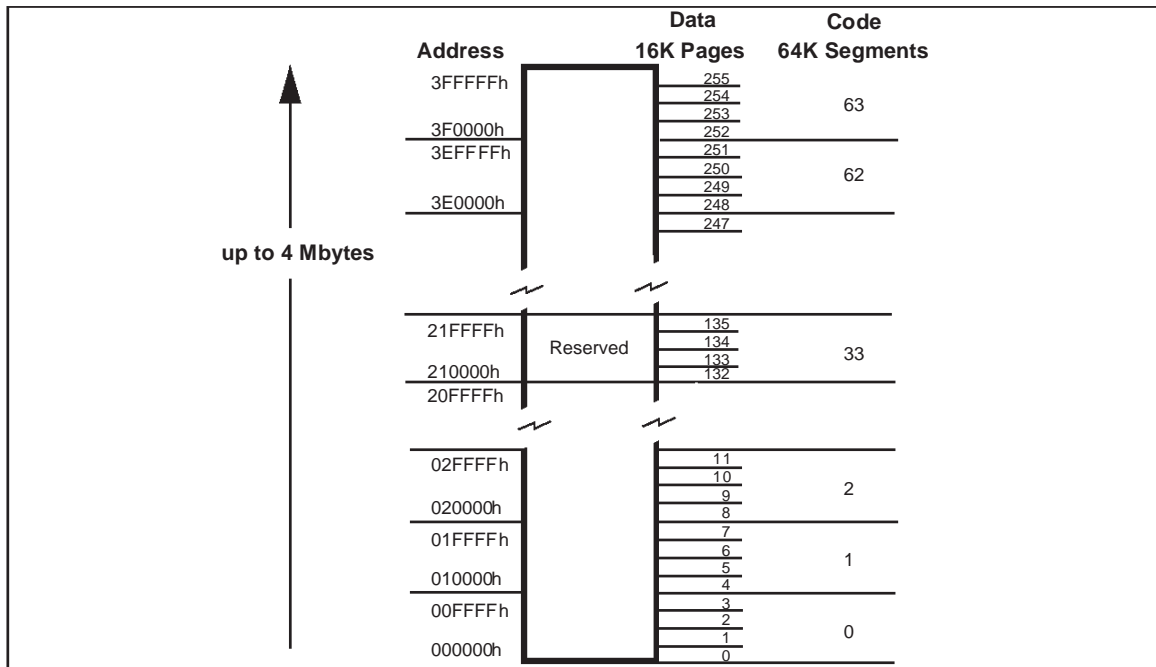 Data Code
Address 16K Pages 64K Segments
3FFFFFh 255
254
63
253
3F0000h 252
3EFFFFh 251
250
62
249
3E0000h 248
247
up to 4 Mbytes
21FFFFh 135
134
Reserved 33
133
210000h 132
20FFFFh
02FFFFh 11
10
2
9
020000h 8
01FFFFh 7
6
1
5
010000h 4
00FFFFh 3
2
0
1
000000h 0